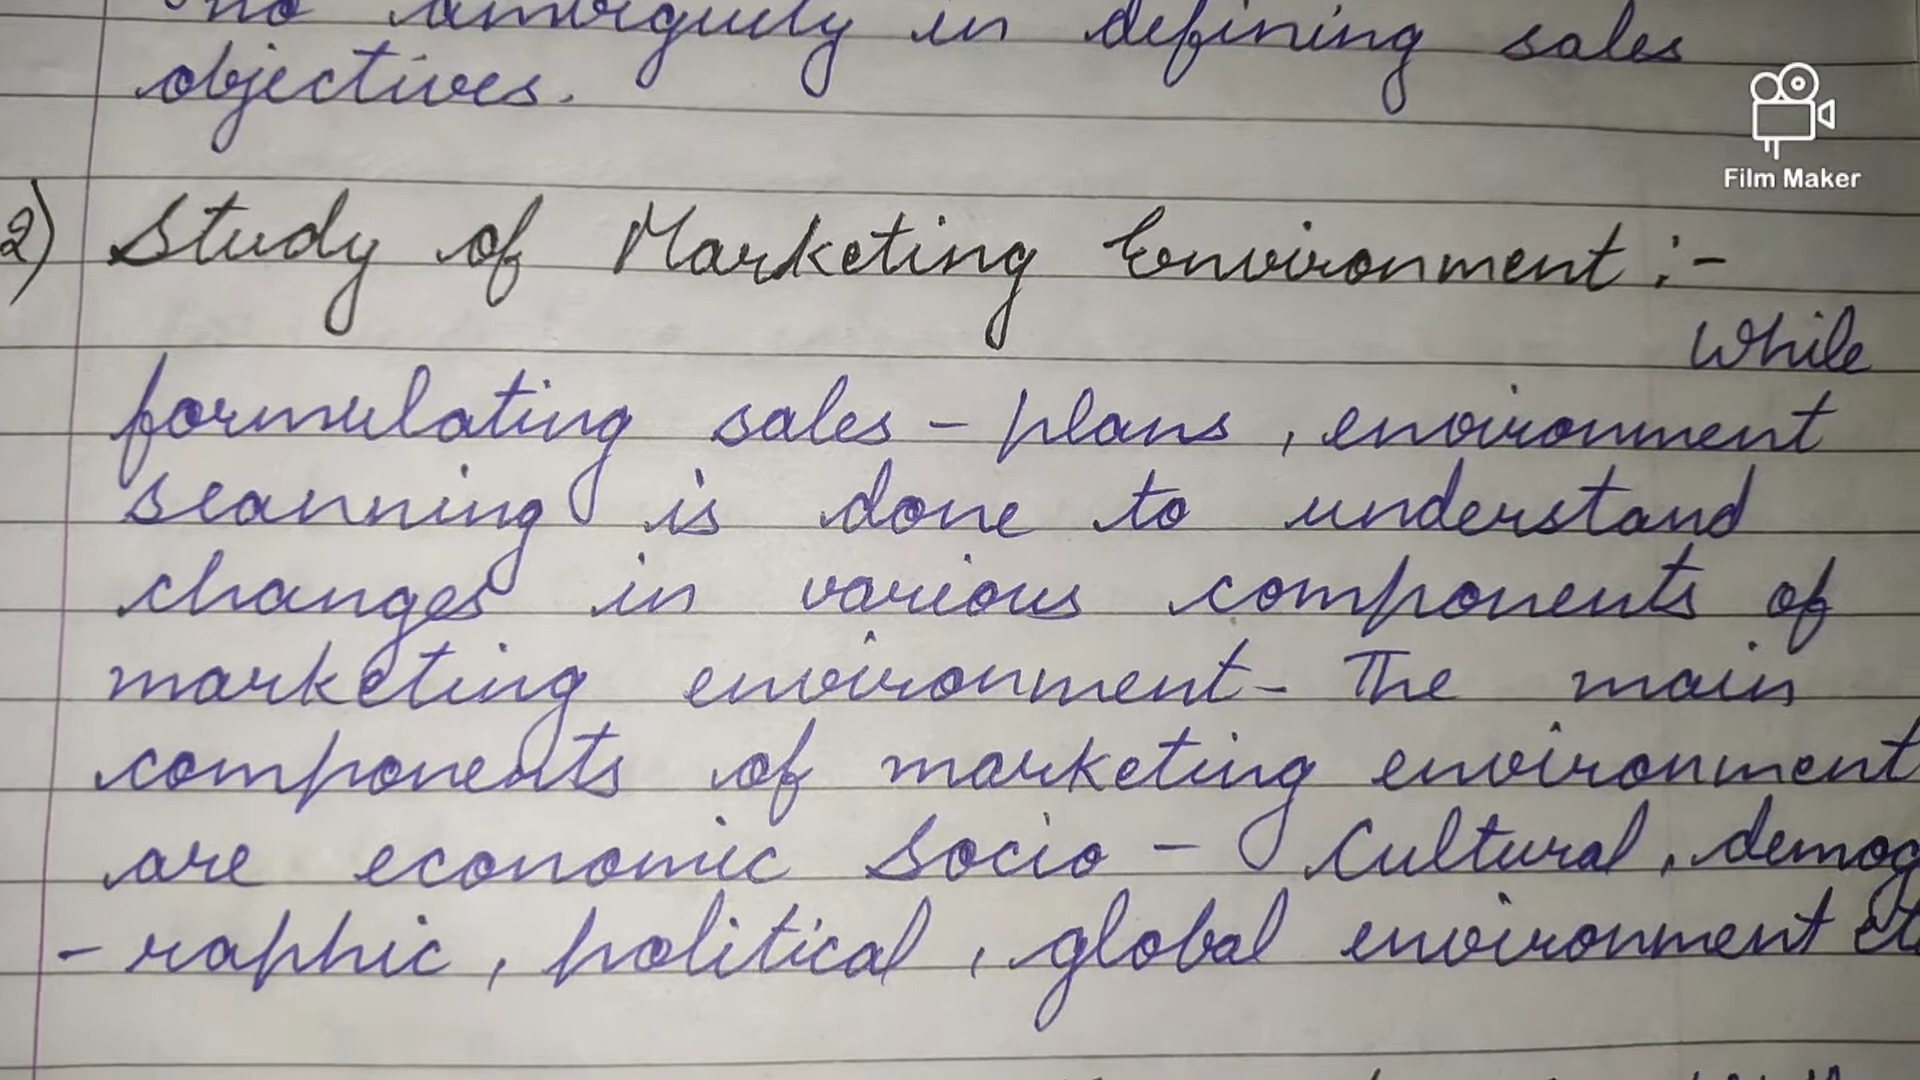 no ambiguity in defining sales
objectives.
Film Maker
2) Study of Marketing Environment :-
While
formulating sales - plans, environment
scanning is done to understand
changes in various components of
marketing environment - The main
components of marketing environment
are economic Socio - Cultural, demog
- raphic, political, global environment et